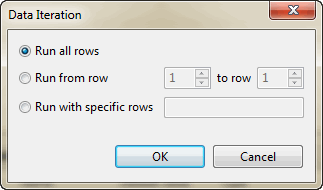 Data Iteration
Run all rows
Run from row 1 to row 1
Run with specific rows
OK Cancel